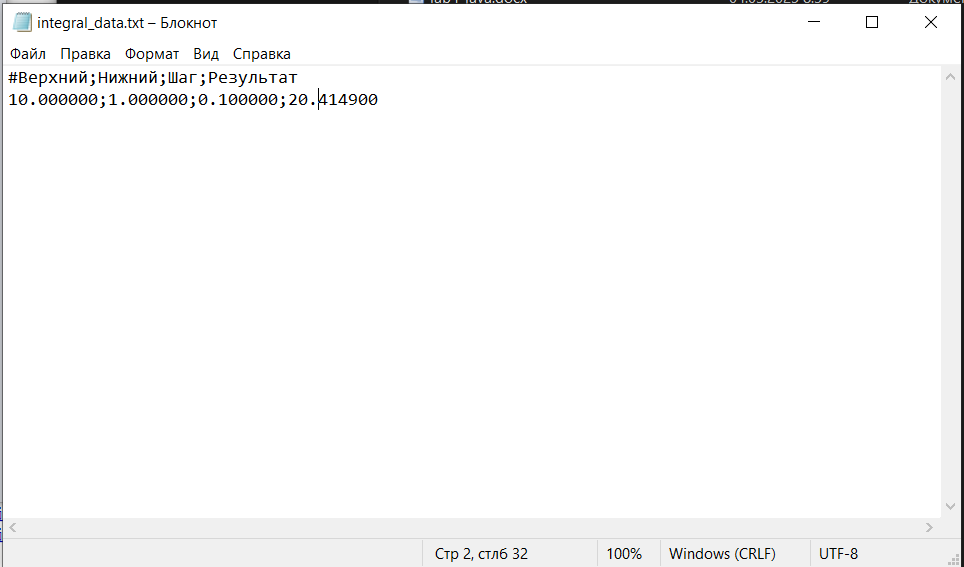 integral_data.txt – Блокнот
Файл Правка Формат Вид Справка
#Верхний;Нижний;Шаг;Результат
10.000000;1.000000;0.100000;20.414900
Стр 2, стлб 32 100% Windows (CRLF) UTF-8